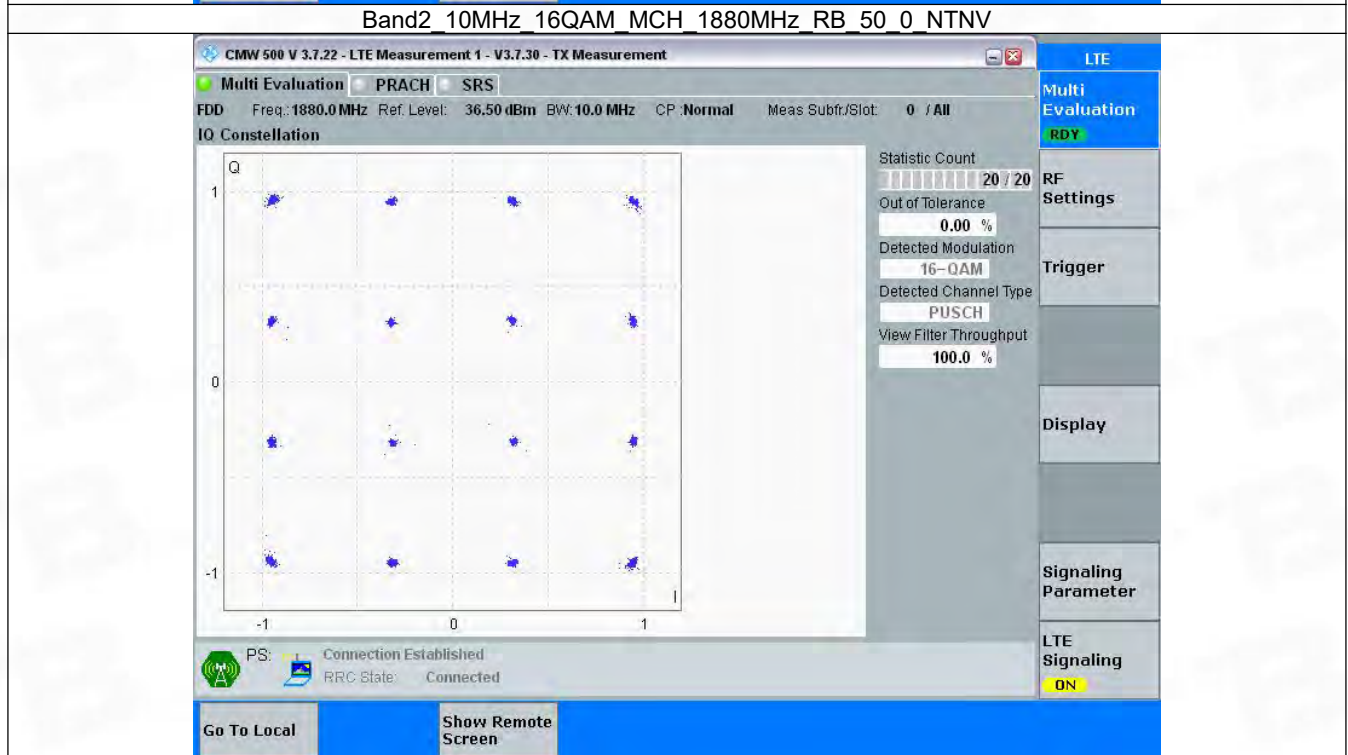 Band2_10MHz_16QAM_MCH_1880MHz_RB_50_0_NTNV
CMW 500 V 3.7.22 - LTE Measurement 1 - V3.7.30 - TX Measurement
LTE
Multi Evaluation PRACH SRS
FDD Freq.:1880.0 MHz Ref. Level: 36.50 dBm BW:10.0 MHz CP :Normal Meas Subfr./Slot: 0 / All
IQ Constellation
Multi
Evaluation
RDY
Q
1
0
-1
-1 0 1
I
Statistic Count
20 / 20
Out of Tolerance
0.00 %
Detected Modulation
16-QAM
Detected Channel Type
PUSCH
View Filter Throughput
100.0 %
RF
Settings
Trigger
Display
Signaling
Parameter
LTE
Signaling
ON
PS: Connection Established
RRC State: Connected
Go To Local
Show Remote
Screen